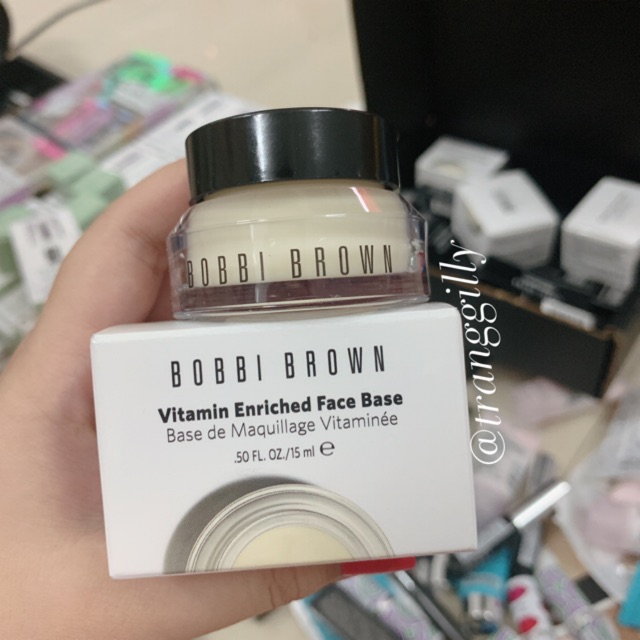 BOBBI BROWN
BOBBI BROWN
Vitamin Enriched Face Base
Base de Maquillage Vitaminée
.50 FL. OZ./15 ml ℮
@tranggilly